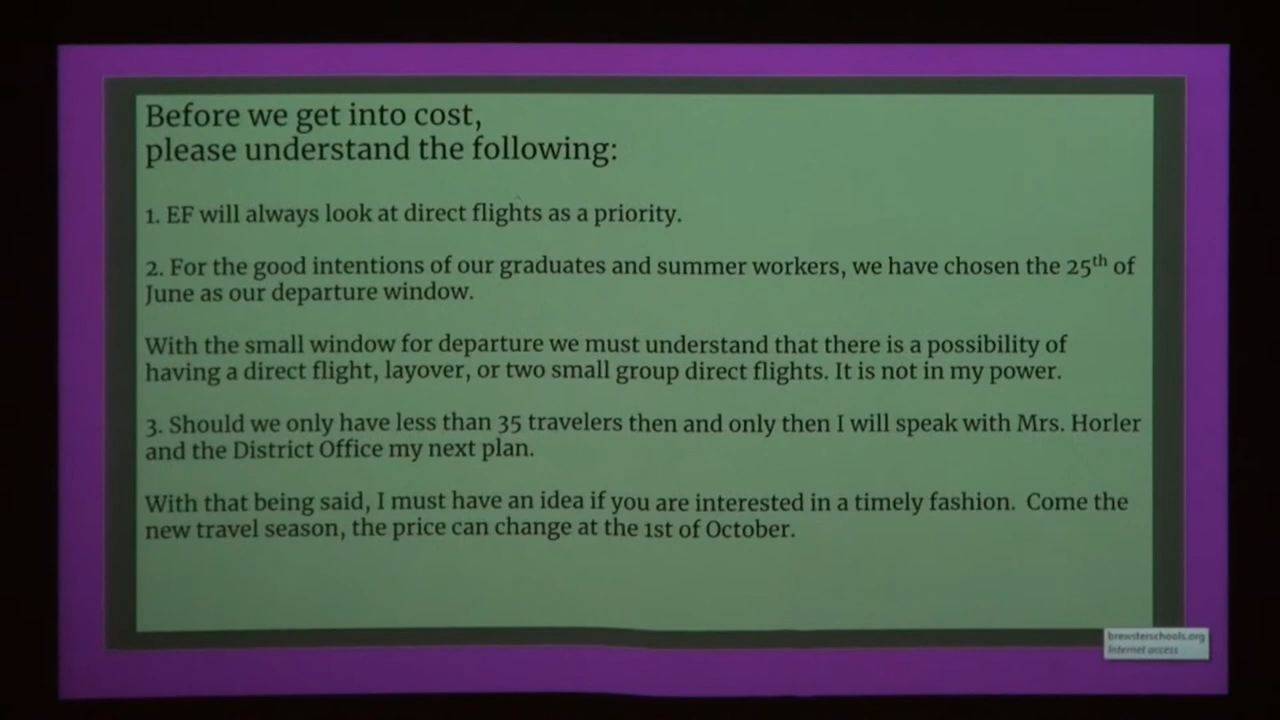 Before we get into cost,
please understand the following:
1. EF will always look at direct flights as a priority.
2. For the good intentions of our graduates and summer workers, we have chosen the 25th of
June as our departure window.
With the small window for departure we must understand that there is a possibility of
having a direct flight, layover, or two small group direct flights. It is not in my power.
3. Should we only have less than 35 travelers then and only then I will speak with Mrs. Horler
and the District Office my next plan.
With that being said, I must have an idea if you are interested in a timely fashion. Come the
new travel season, the price can change at the 1st of October.
brewsterschools.org
Internet access